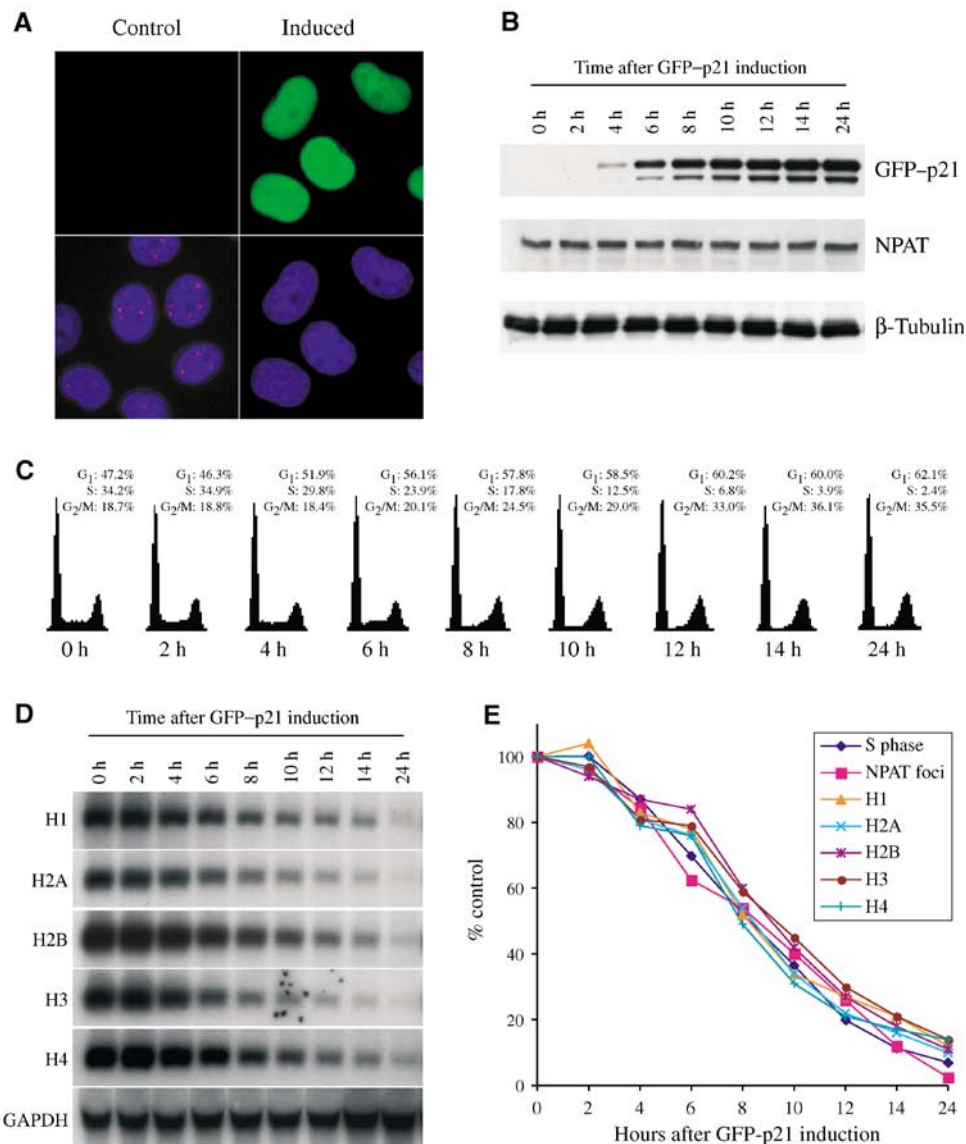 A
Control
Induced
B
Time after GFP–p21 induction
0 h 2 h 4 h 6 h 8 h 10 h 12 h 14 h 24 h
GFP–p21
NPAT
β-Tubulin
C
G1: 47.2%
S: 34.2%
G2/M: 18.7%
0 h
G1: 46.3%
S: 34.9%
G2/M: 18.8%
2 h
G1: 51.9%
S: 29.8%
G2/M: 18.4%
4 h
G1: 56.1%
S: 23.9%
G2/M: 20.1%
6 h
G1: 57.8%
S: 17.8%
G2/M: 24.5%
8 h
G1: 58.5%
S: 12.5%
G2/M: 29.0%
10 h
G1: 60.2%
S: 6.8%
G2/M: 33.0%
12 h
G1: 60.0%
S: 3.9%
G2/M: 36.1%
14 h
G1: 62.1%
S: 2.4%
G2/M: 35.5%
24 h
D
Time after GFP–p21 induction
0 h 2 h 4 h 6 h 8 h 10 h 12 h 14 h 24 h
H1
H2A
H2B
H3
H4
GAPDH
E
% control
100
80
60
40
20
0
0 2 4 6 8 10 12 14 24
Hours after GFP-p21 induction
S phase
NPAT foci
H1
H2A
H2B
H3
H4